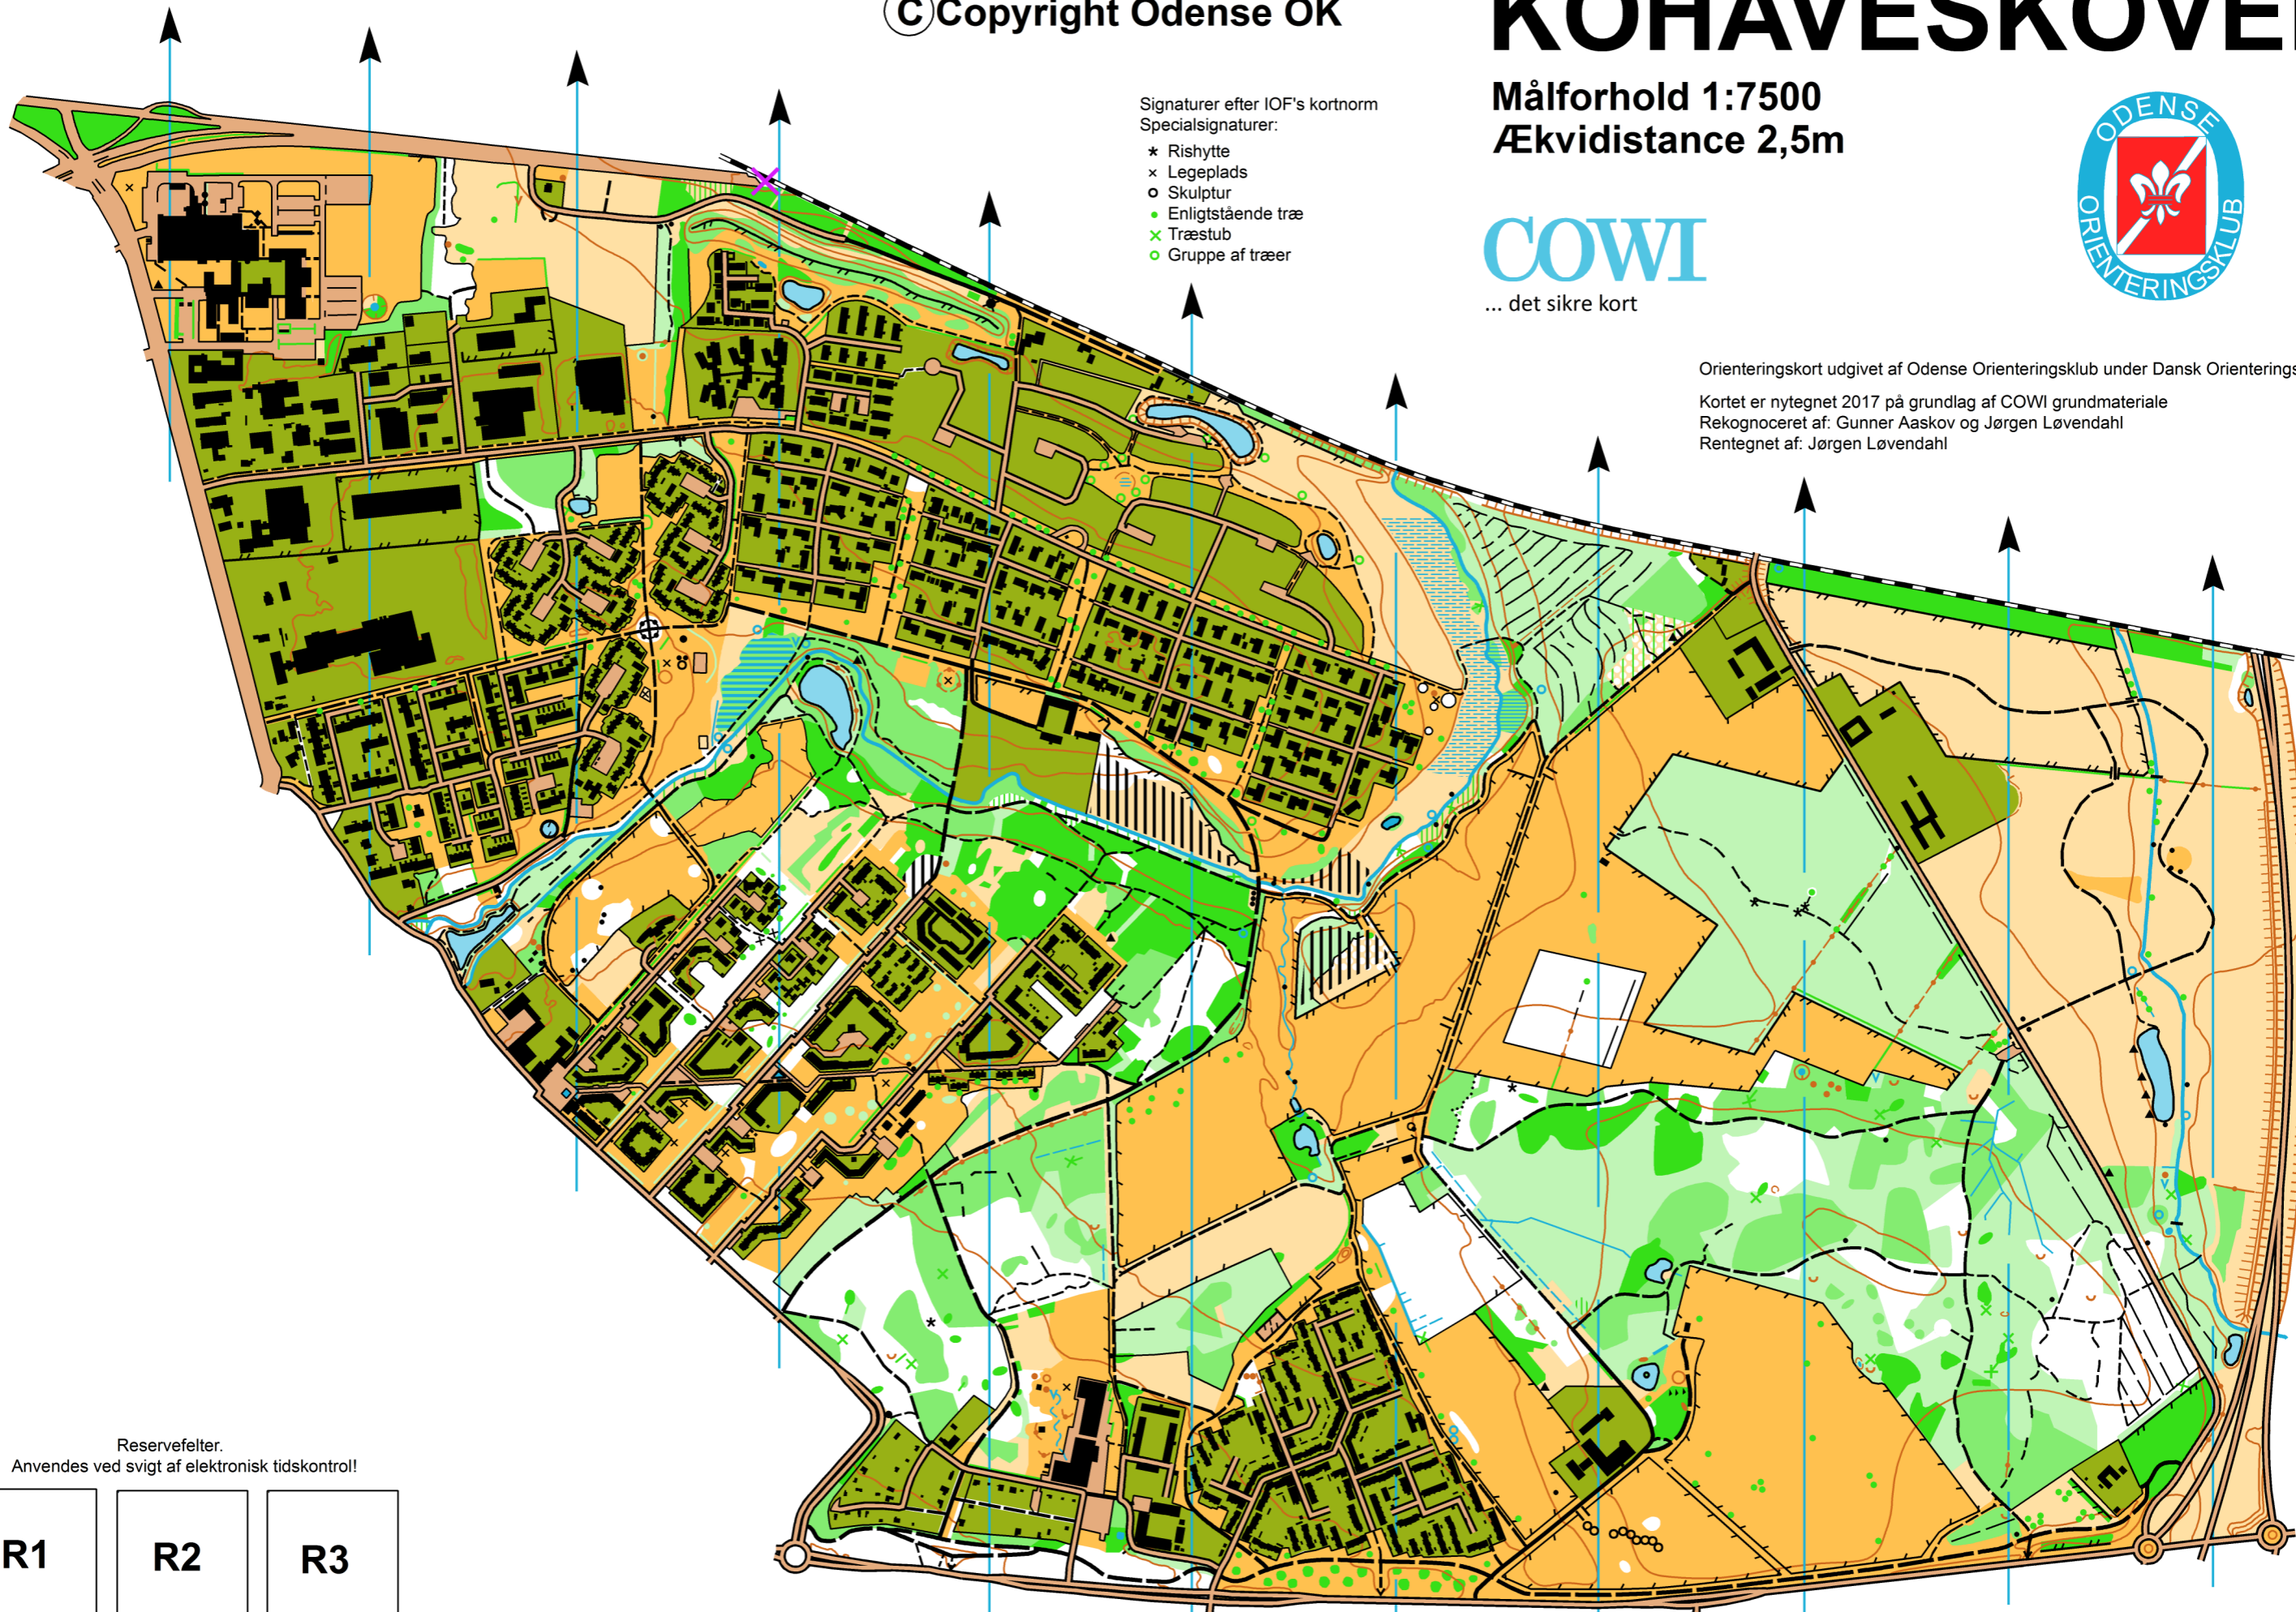 ©Copyright Odense OK
KOHAVESKOVE
Målforhold 1:7500
Ækvidistance 2,5m
Signaturer efter IOF's kortnorm
Specialsignaturer:
Rishytte
Legeplads
Skulptur
Enligtstående træ
Træstub
Gruppe af træer
COWI
... det sikre kort
ODENSE
ORIENTERINGSKLUB
Orienteringskort udgivet af Odense Orienteringsklub under Dansk Orienterings
Kortet er nytegnet 2017 på grundlag af COWI grundmateriale
Rekognoceret af: Gunner Aaskov og Jørgen Løvendahl
Rentegnet af: Jørgen Løvendahl
Reservefelter.
Anvendes ved svigt af elektronisk tidskontrol!
R1
R2
R3